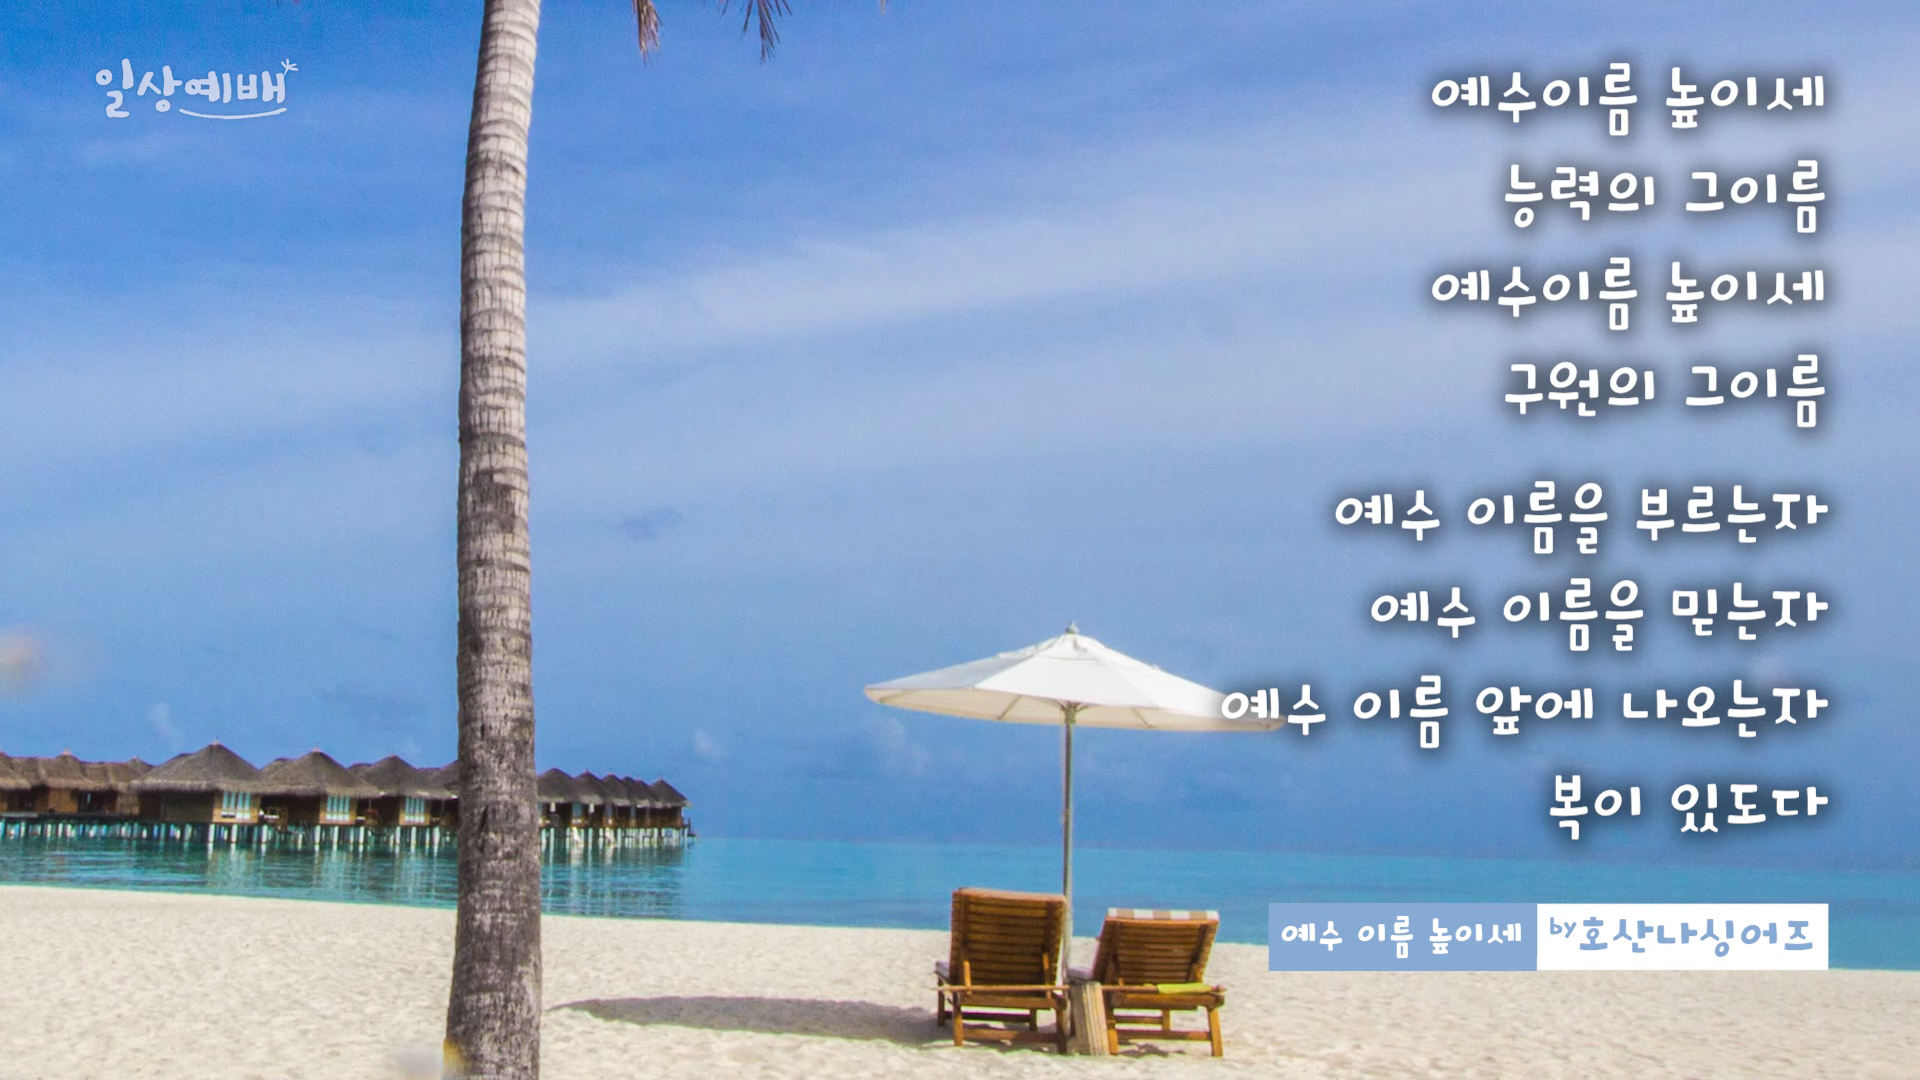 일상예배
예수이름 높이세
능력의 그이름
예수이름 높이세
구원의 그이름
예수 이름을 부르는자
예수 이름을 믿는자
예수 이름 앞에 나오는자
복이 있도다
예수 이름 높이세 by호산나싱어즈